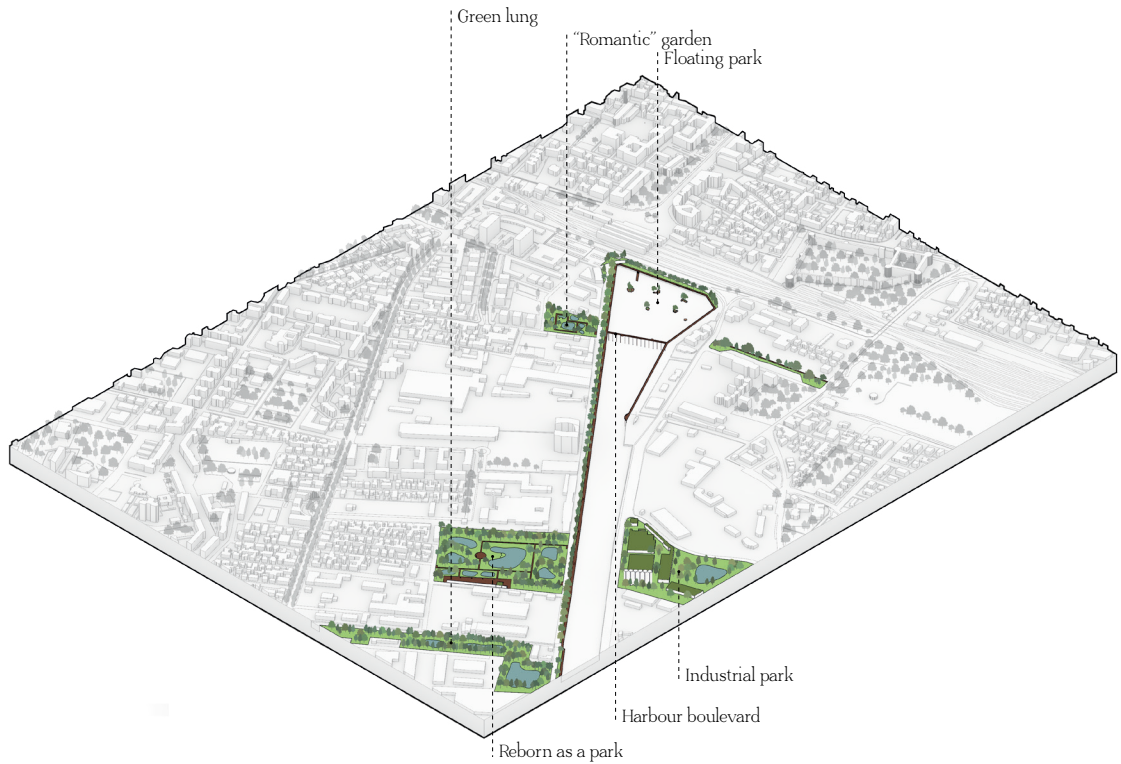 Green lung
“Romantic” garden
Floating park
Industrial park
Harbour boulevard
Reborn as a park